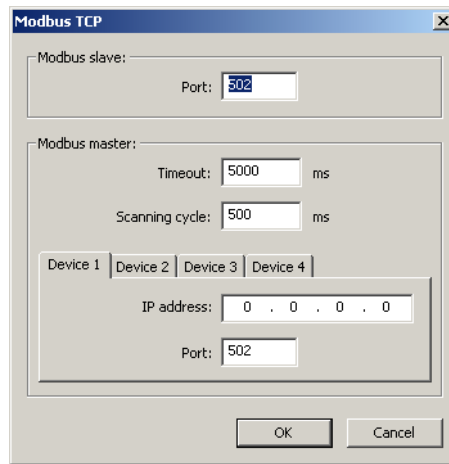 Modbus TCP
Modbus slave:
Port: 502
Modbus master:
Timeout: 5000 ms
Scanning cycle: 500 ms
Device 1 Device 2 Device 3 Device 4
IP address: 0 . 0 . 0 . 0
Port: 502
OK Cancel